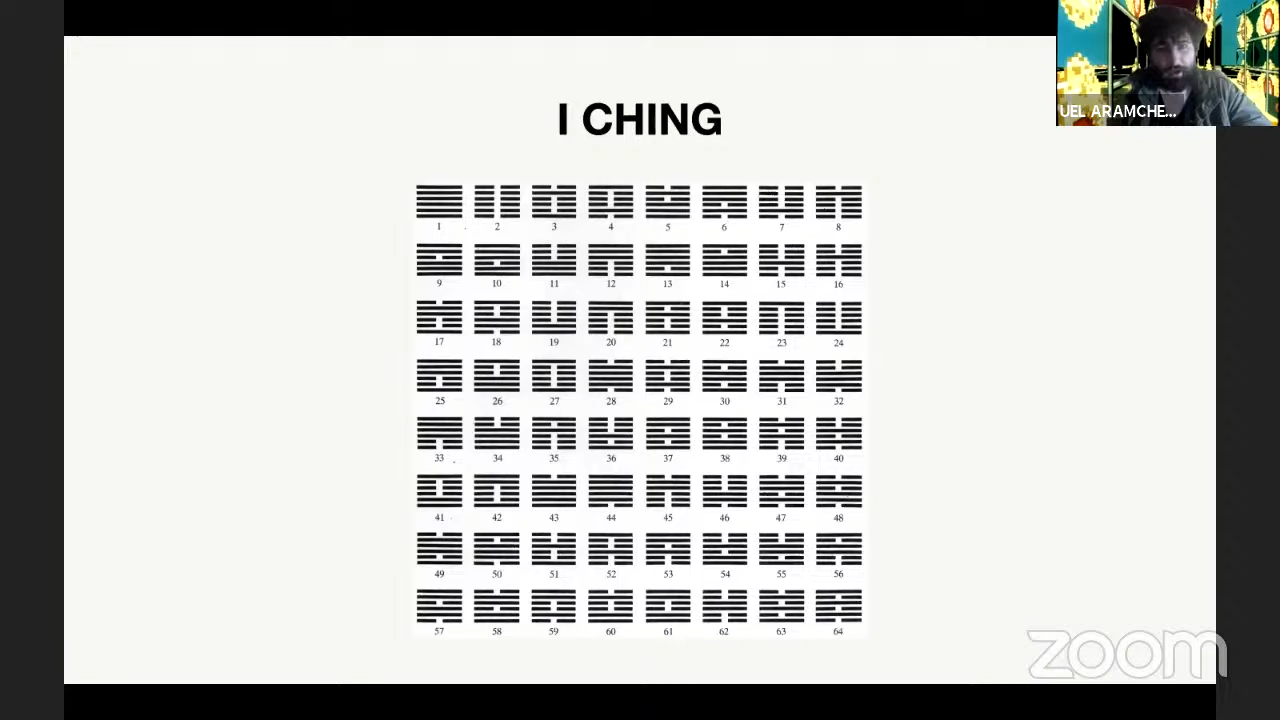 UEL ARAMCHE...
I CHING
1 2 3 4 5 6 7 8
9 10 11 12 13 14 15 16
17 18 19 20 21 22 23 24
25 26 27 28 29 30 31 32
33 34 35 36 37 38 39 40
41 42 43 44 45 46 47 48
49 50 51 52 53 54 55 56
57 58 59 60 61 62 63 64
zoom